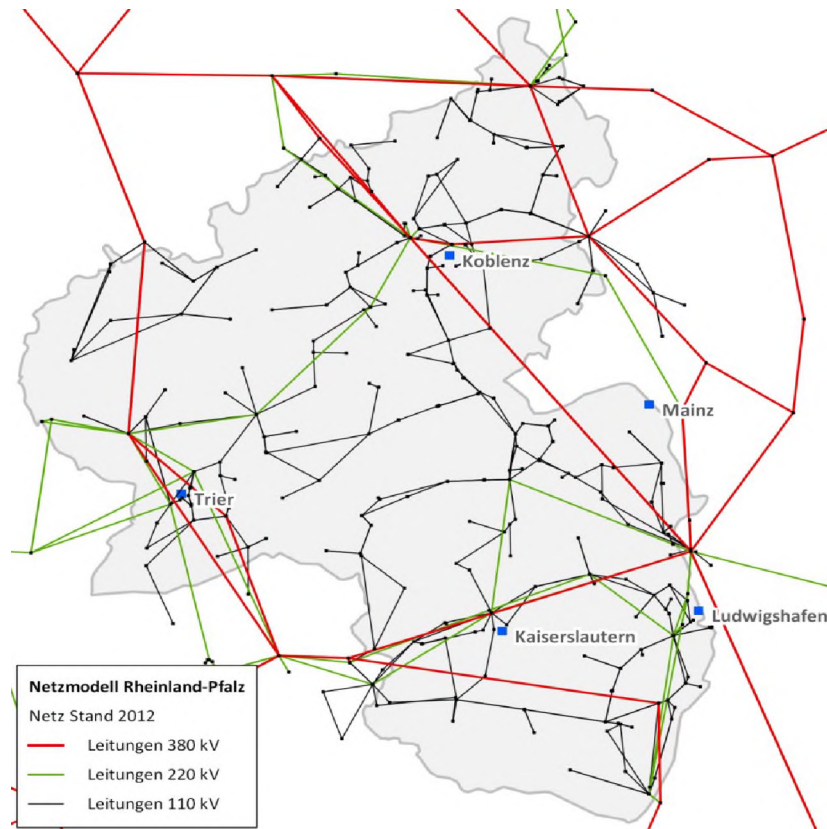 Koblenz
Mainz
Trier
Ludwigshafen
Kaiserslautern
Netzmodell Rheinland-Pfalz
Netz Stand 2012
Leitungen 380 kV
Leitungen 220 kV
Leitungen 110 kV